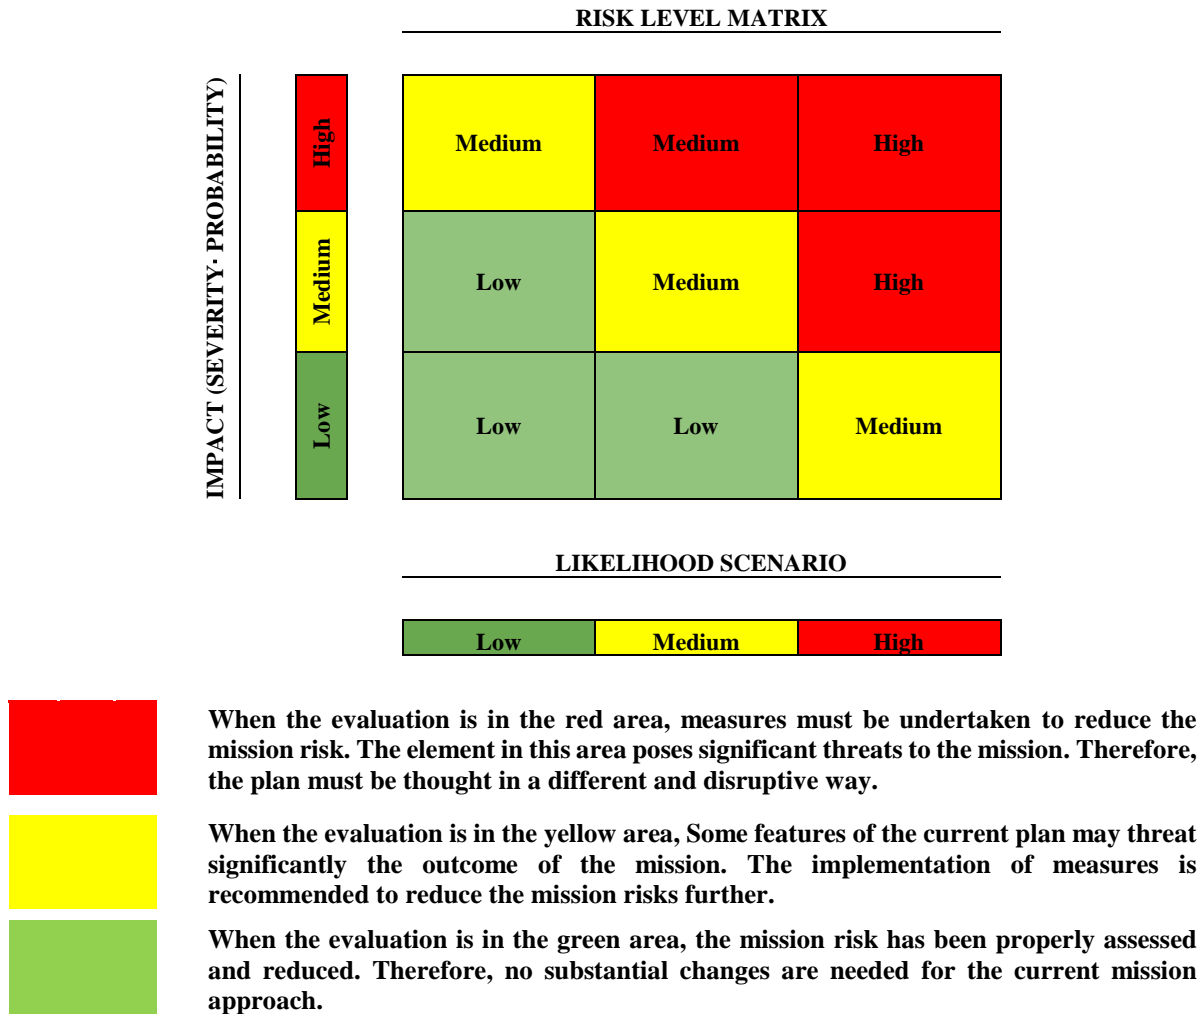 RISK LEVEL MATRIX
IMPACT (SEVERITY- PROBABILITY)
High
Medium
Medium
High
Medium
Low
Medium
High
Low
Low
Low
Medium
LIKELIHOOD SCENARIO
Low
Medium
High
When the evaluation is in the red area, measures must be undertaken to reduce the
mission risk. The element in this area poses significant threats to the mission. Therefore,
the plan must be thought in a different and disruptive way.
When the evaluation is in the yellow area, Some features of the current plan may threat
significantly the outcome of the mission. The implementation of measures is
recommended to reduce the mission risks further.
When the evaluation is in the green area, the mission risk has been properly assessed
and reduced. Therefore, no substantial changes are needed for the current mission
approach.